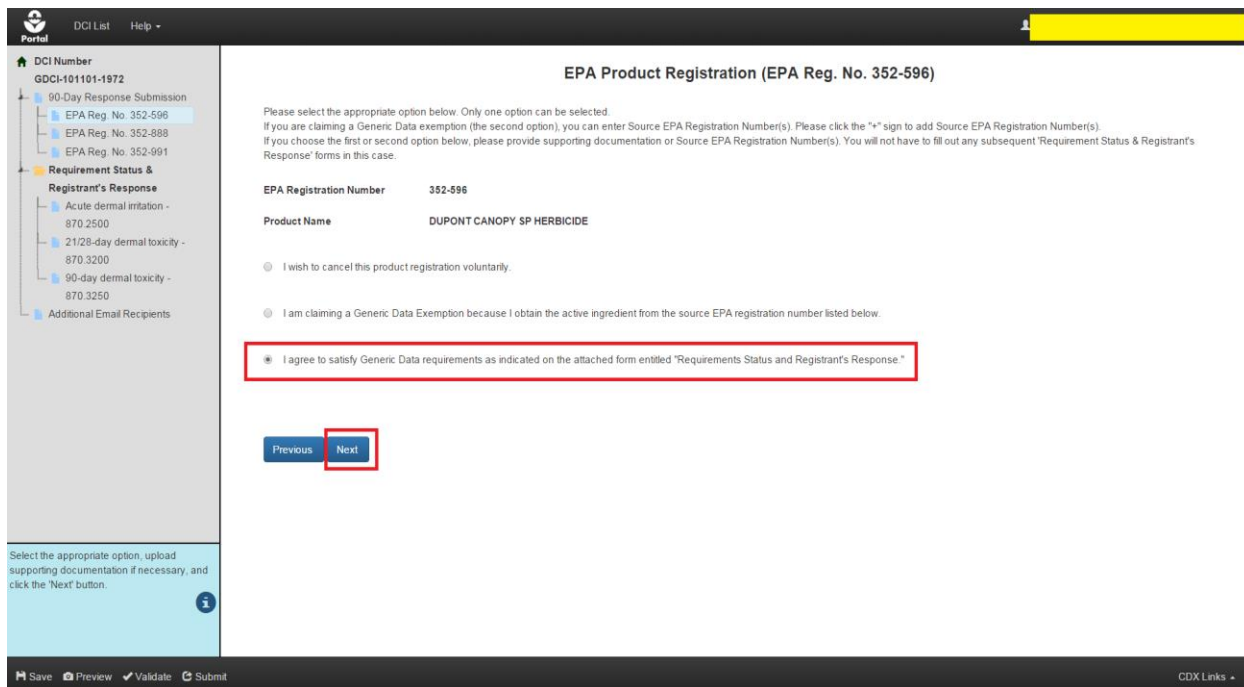 Portal
DCI List
Help
DCI Number
GDCI-101101-1972
90-Day Response Submission
EPA Reg. No. 352-596
EPA Reg. No. 352-888
EPA Reg. No. 352-991
Requirement Status &
Registrant's Response
Acute dermal irritation -
870.2500
21/28-day dermal toxicity -
870.3200
90-day dermal toxicity -
870.3250
Additional Email Recipients
Select the appropriate option, upload
supporting documentation if necessary, and
click the 'Next' button.
EPA Product Registration (EPA Reg. No. 352-596)
Please select the appropriate option below. Only one option can be selected.
If you are claiming a Generic Data exemption (the second option), you can enter Source EPA Registration Number(s). Please click the "+" sign to add Source EPA Registration Number(s).
If you choose the first or second option below, please provide supporting documentation or Source EPA Registration Number(s). You will not have to fill out any subsequent 'Requirement Status & Registrant's
Response' forms in this case.
EPA Registration Number 352-596
Product Name DUPONT CANOPY SP HERBICIDE
I wish to cancel this product registration voluntarily.
I am claiming a Generic Data Exemption because I obtain the active ingredient from the source EPA registration number listed below.
I agree to satisfy Generic Data requirements as indicated on the attached form entitled "Requirements Status and Registrant's Response."
Previous Next
Save Preview Validate Submit
CDX Links